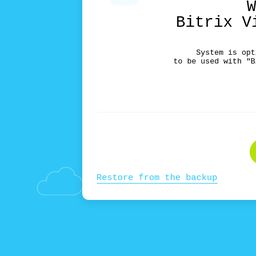 W
Bitrix Vi
System is opt
to be used with "B
Restore from the backup